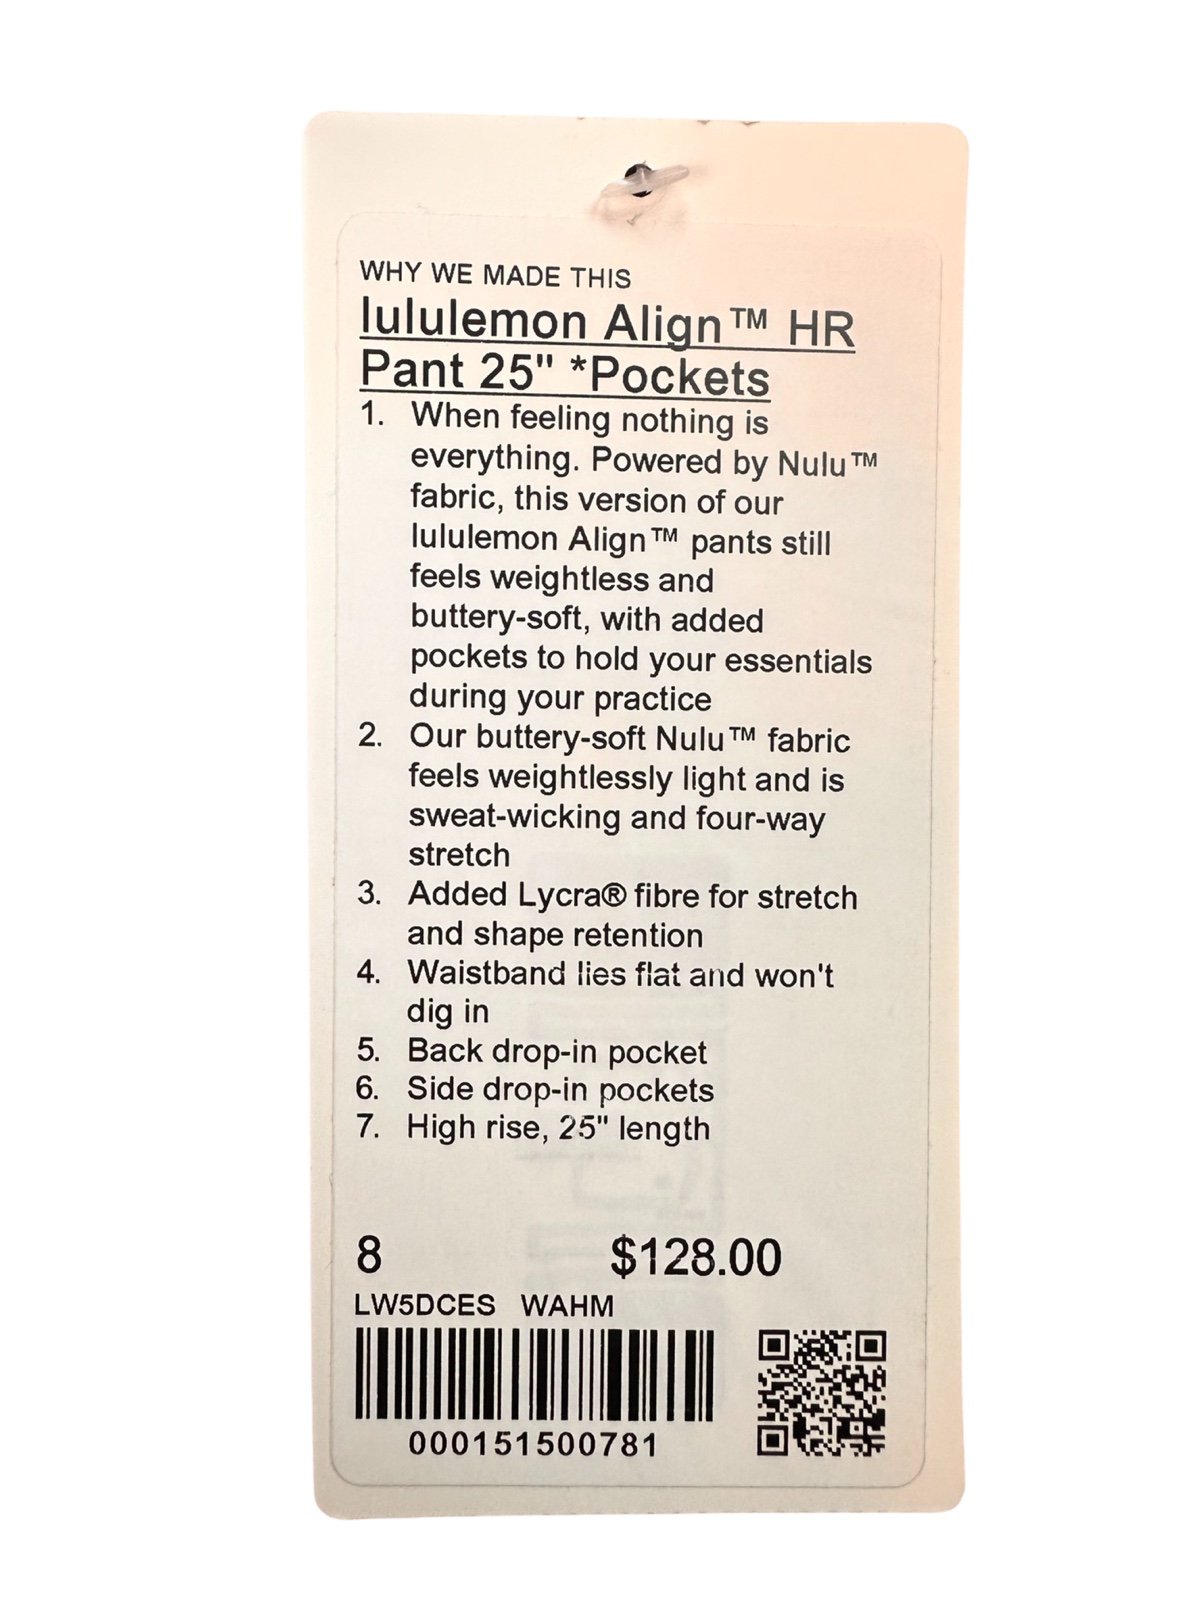 WHY WE MADE THIS
lululemon Align™ HR
Pant 25" *Pockets
1. When feeling nothing is
everything. Powered by Nulu™
fabric, this version of our
lululemon Align™ pants still
feels weightless and
buttery-soft, with added
pockets to hold your essentials
during your practice
2. Our buttery-soft Nulu™ fabric
feels weightlessly light and is
sweat-wicking and four-way
stretch
3. Added Lycra® fibre for stretch
and shape retention
4. Waistband lies flat and won't
dig in
5. Back drop-in pocket
6. Side drop-in pockets
7. High rise, 25" length
8 $128.00
LW5DCES WAHM
000151500781